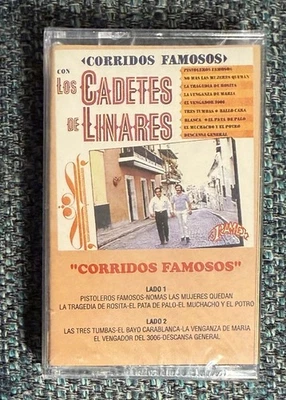 CORRIDOS FAMOSOS
CON
LOS CADETES
DE LINARES
PISTOLEROS FAMOSOS
NO MAS LAS MUJERES QUEDAN
LA TRAGEDIA DE ROSITA
LA VENGANZA DE MARIA
EL VENGADOR 3006
TRES TUMBAS
BLANCA EL PATA DE PALO
EL MUCHACHO Y EL POTRO
DESCANSA GENERAL
RAMEX
"CORRIDOS FAMOSOS"
LADO 1
PISTOLEROS FAMOSOS-NOMAS LAS MUJERES QUEDAN
LA TRAGEDIA DE ROSITA-EL PATA DE PALO-EL MUCHACHO Y EL POTRO
LADO 2
LAS TRES TUMBAS-EL BAYO CARABLANCA-LA VENGANZA DE MARIA
EL VENGADOR DEL 3006-DESCANSA GENERAL